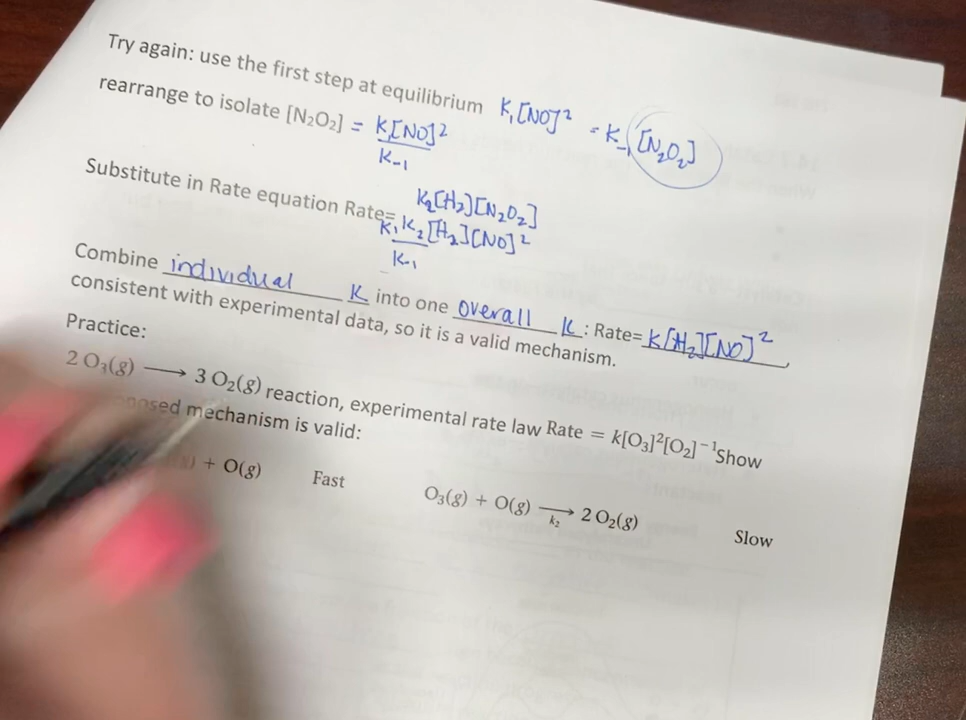 Try again: use the first step at equilibrium K₁[NO]² = K₋₁[N₂O₂]
rearrange to isolate [N₂O₂] = K₁[NO]²
K₋₁
Substitute in Rate equation Rate= K₂[H₂][N₂O₂]
K₁K₂[H₂][NO]²
K₋₁
Combine individual K into one overall K: Rate= K[H₂][NO]²
consistent with experimental data, so it is a valid mechanism.
Practice:
2 O₃(g) ⟶ 3 O₂(g) reaction, experimental rate law Rate = k[O₃]²[O₂]⁻¹ Show
mechanism is valid:
+ O(g) Fast O₃(g) + O(g) ⟶ 2 O₂(g) Slow
k₂